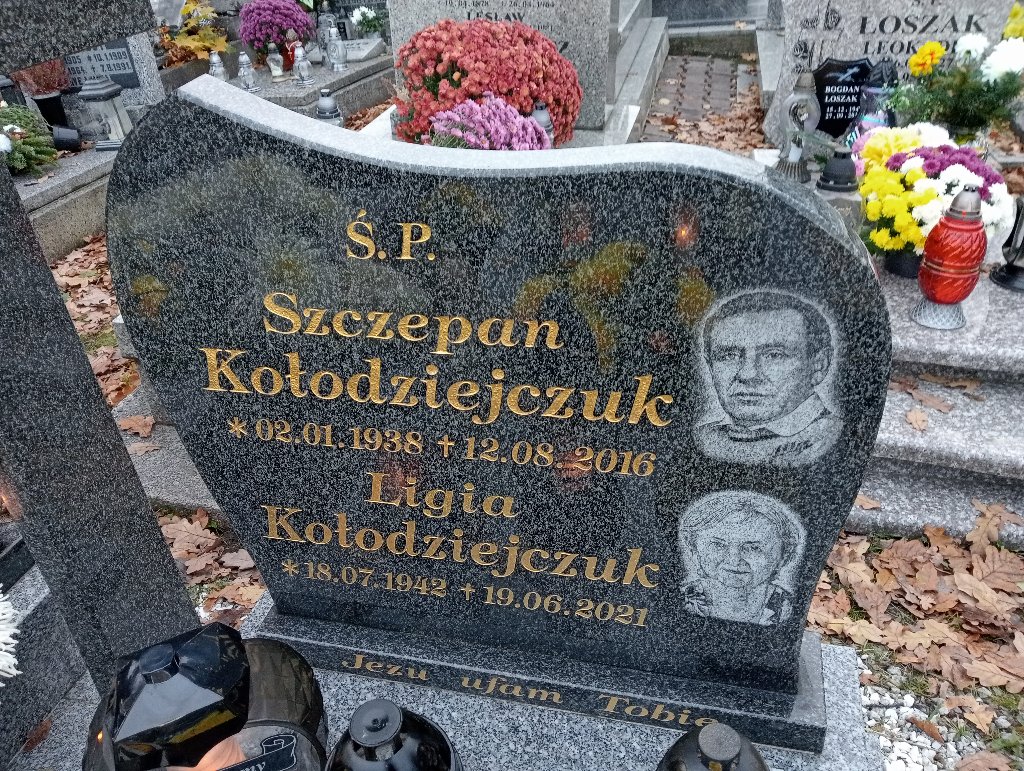 Ś.P.
Szczepan
Kołodziejczuk
* 02.01.1938 † 12.08.2016
Ligia
Kołodziejczuk
* 18.07.1942 † 19.06.2021
Jezu ufam Tobie
ŁOSZAK
BOGDAN
ŁOSZAK